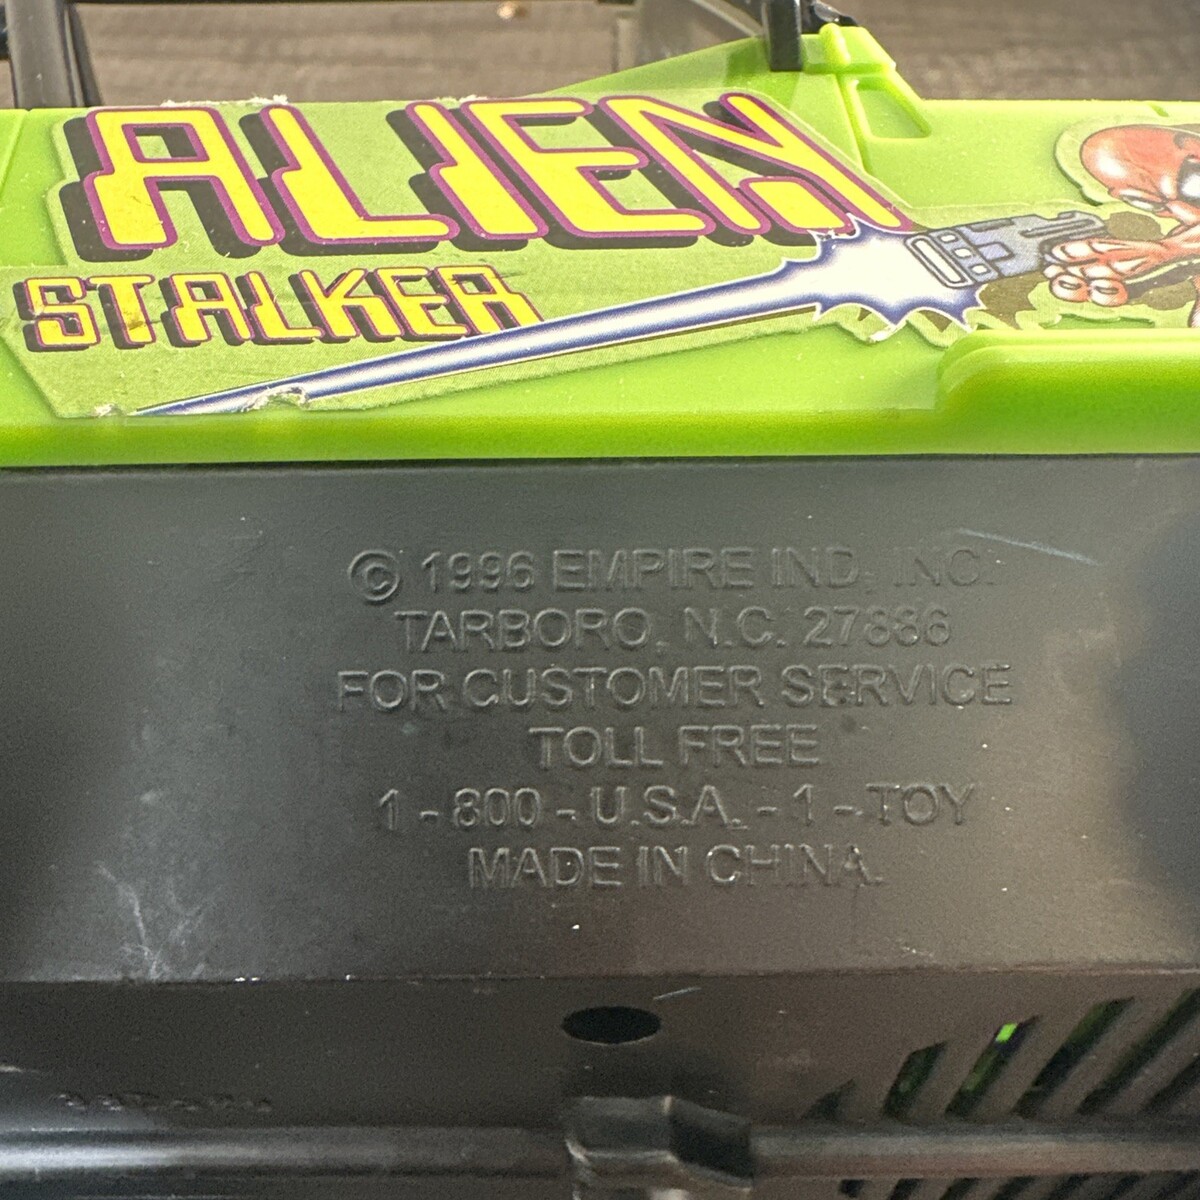 ALIEN
STALKER
© 1996 EMPIRE IND. INC.
TARBORO, N.C. 27886
FOR CUSTOMER SERVICE
TOLL FREE
1 - 800 - U.S.A. - 1 - TOY
MADE IN CHINA.